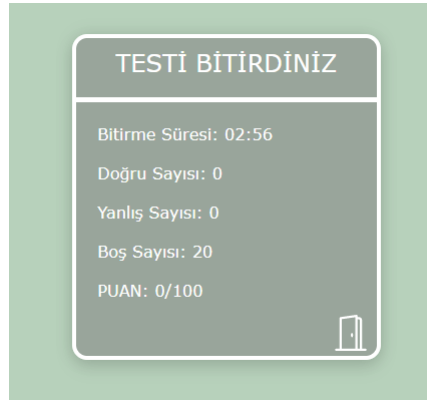 TESTİ BİTİRDİNİZ
Bitirme Süresi: 02:56
Doğru Sayısı: 0
Yanlış Sayısı: 0
Boş Sayısı: 20
PUAN: 0/100